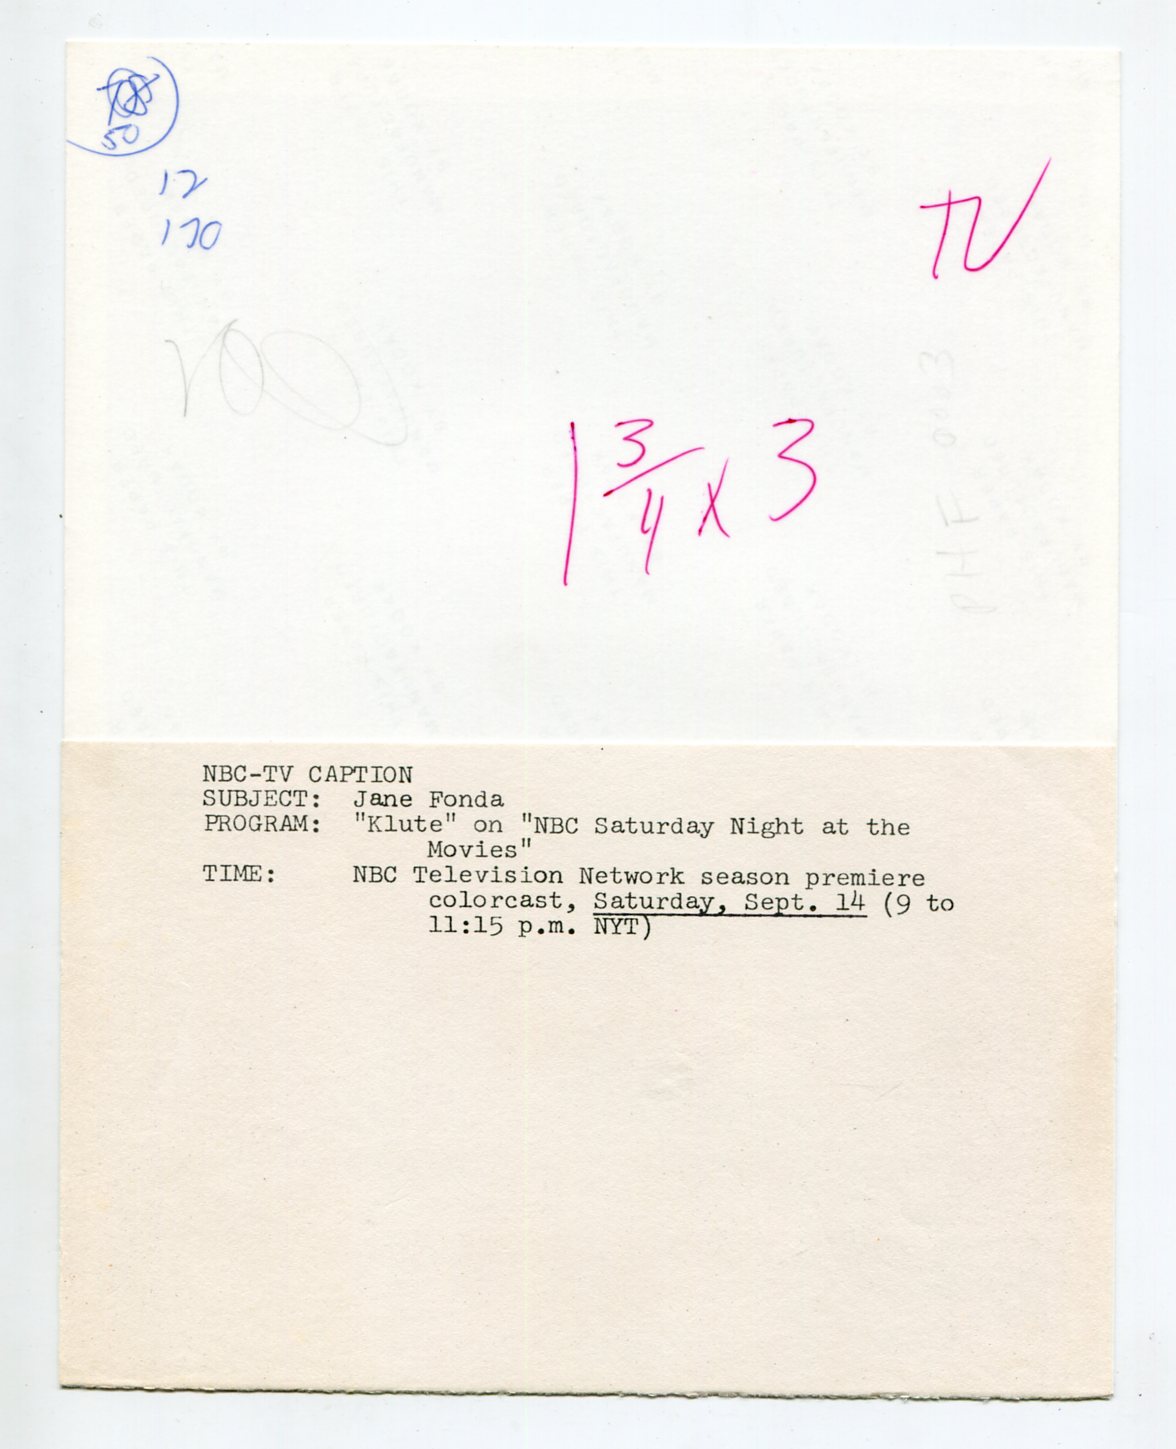 50
12
170
TV
1 3/4 x 3
NBC-TV CAPTION
SUBJECT: Jane Fonda
PROGRAM: "Klute" on "NBC Saturday Night at the
Movies"
TIME: NBC Television Network season premiere
colorcast, Saturday, Sept. 14 (9 to
11:15 p.m. NYT)